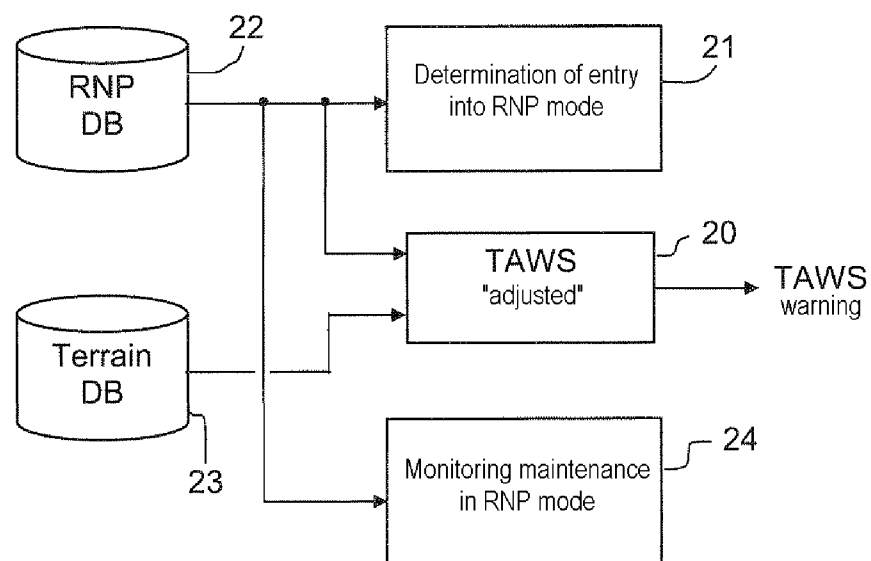 22
RNP
DB
Determination of entry
into RNP mode
21
TAWS
"adjusted"
20
TAWS
warning
Terrain
DB
23
Monitoring maintenance
in RNP mode
24